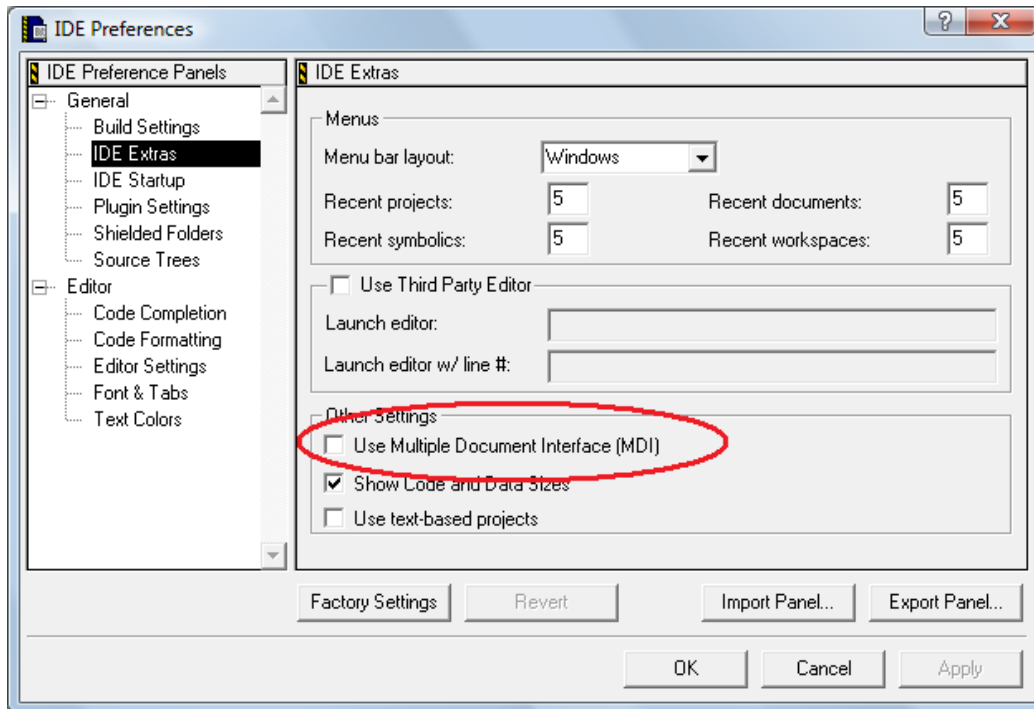 IDE Preferences
IDE Preference Panels
General
Build Settings
IDE Extras
IDE Startup
Plugin Settings
Shielded Folders
Source Trees
Editor
Code Completion
Code Formatting
Editor Settings
Font & Tabs
Text Colors
IDE Extras
Menus
Menu bar layout: Windows
Recent projects: 5 Recent documents: 5
Recent symbolics: 5 Recent workspaces: 5
Use Third Party Editor
Launch editor:
Launch editor w/ line #:
Other Settings
Use Multiple Document Interface (MDI)
Show Code and Data Sizes
Use text-based projects
Factory Settings Revert Import Panel... Export Panel...
OK Cancel Apply